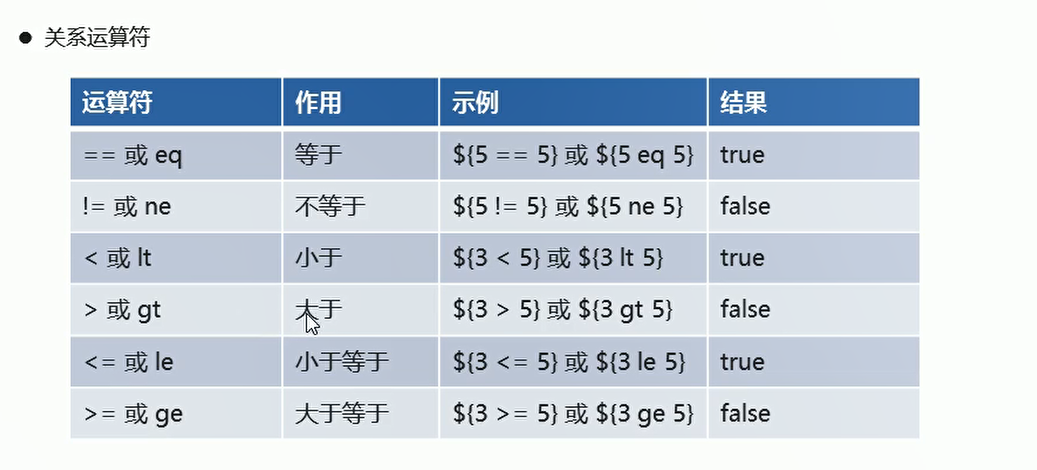 ● 关系运算符
运算符 作用 示例 结果
== 或 eq 等于 ${5 == 5} 或 ${5 eq 5} true
!= 或 ne 不等于 ${5 != 5} 或 ${5 ne 5} false
< 或 lt 小于 ${3 < 5} 或 ${3 lt 5} true
> 或 gt 大于 ${3 > 5} 或 ${3 gt 5} false
<= 或 le 小于等于 ${3 <= 5} 或 ${3 le 5} true
>= 或 ge 大于等于 ${3 >= 5} 或 ${3 ge 5} false